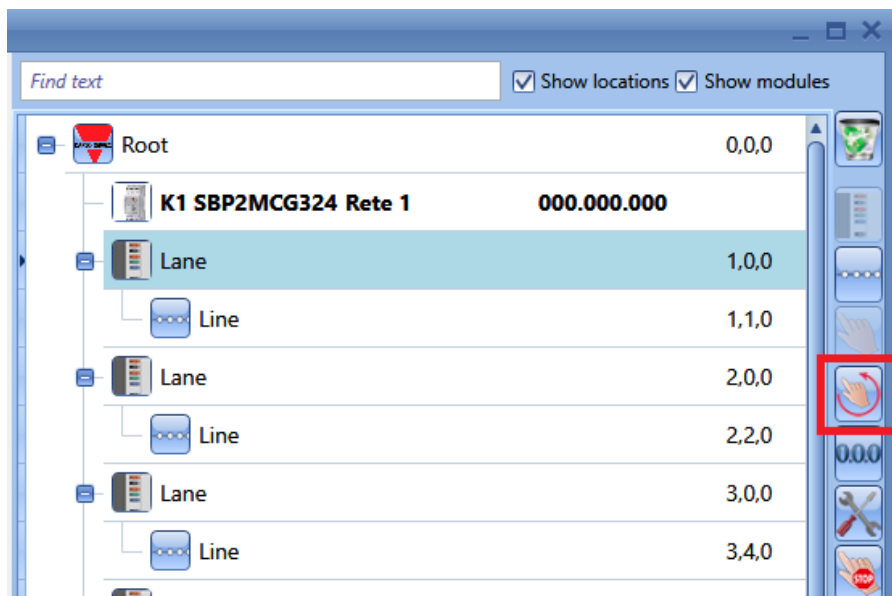 Find text
Show locations Show modules
Root 0,0,0
K1 SBP2MCG324 Rete 1 000.000.000
Lane 1,0,0
Line 1,1,0
Lane 2,0,0
Line 2,2,0
0.0.0
Lane 3,0,0
Line 3,4,0
STOP